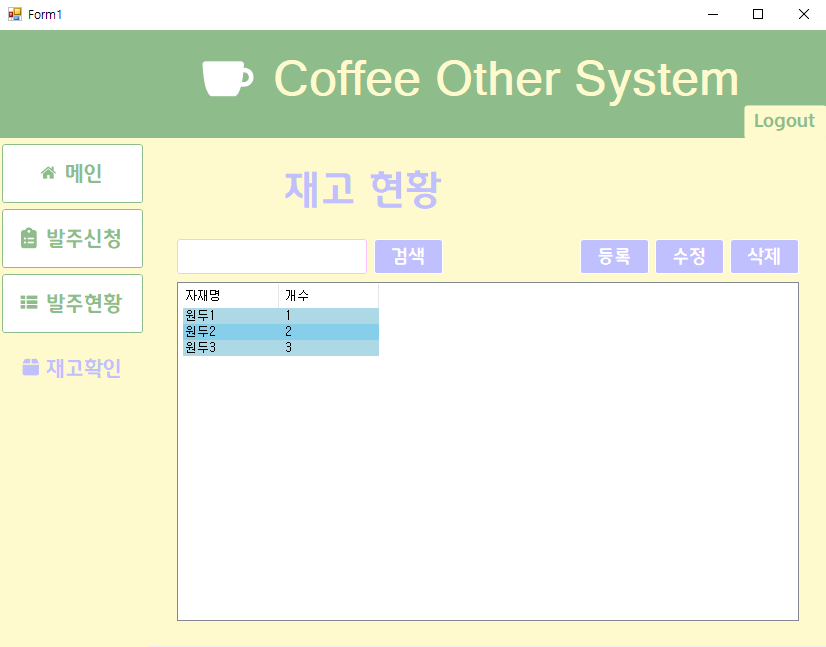 Form1
Coffee Other System
Logout
메인
발주신청
발주현황
재고확인
재고 현황
검색 등록 수정 삭제
자재명 개수
원두1 1
원두2 2
원두3 3